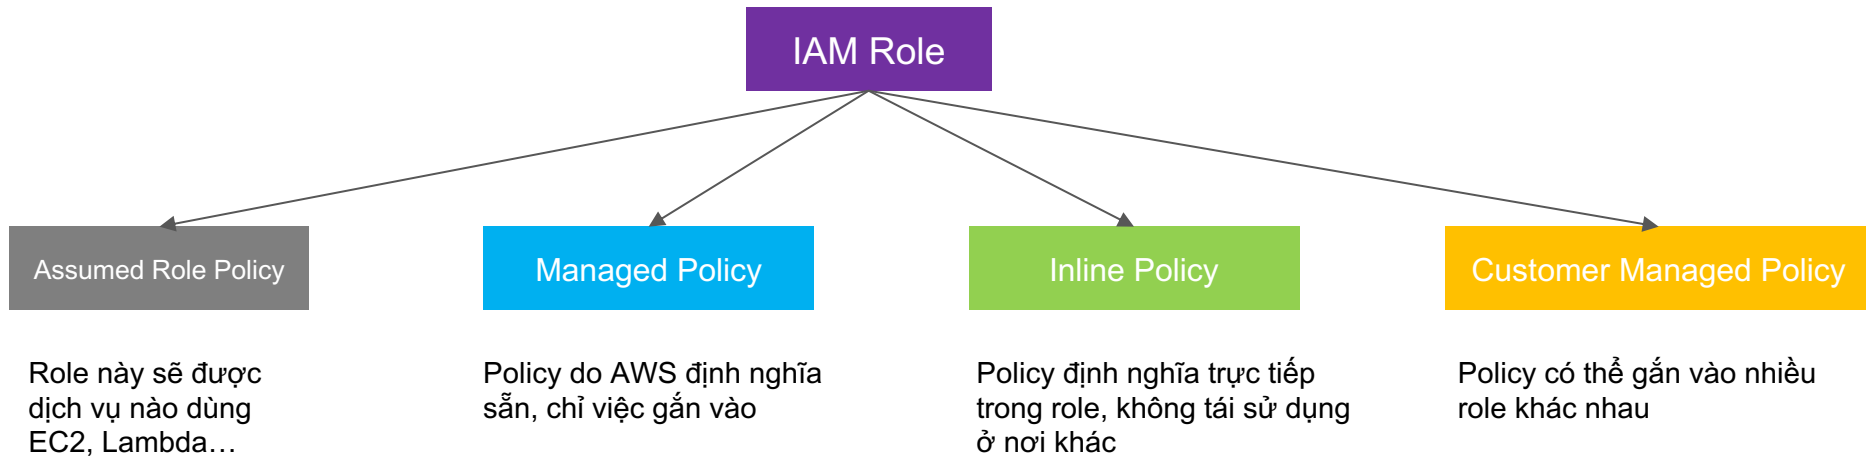 IAM Role
Assumed Role Policy
Managed Policy
Inline Policy
Customer Managed Policy
Role này sẽ được
dịch vụ nào dùng
EC2, Lambda…
Policy do AWS định nghĩa
sẵn, chỉ việc gắn vào
Policy định nghĩa trực tiếp
trong role, không tái sử dụng
ở nơi khác
Policy có thể gắn vào nhiều
role khác nhau